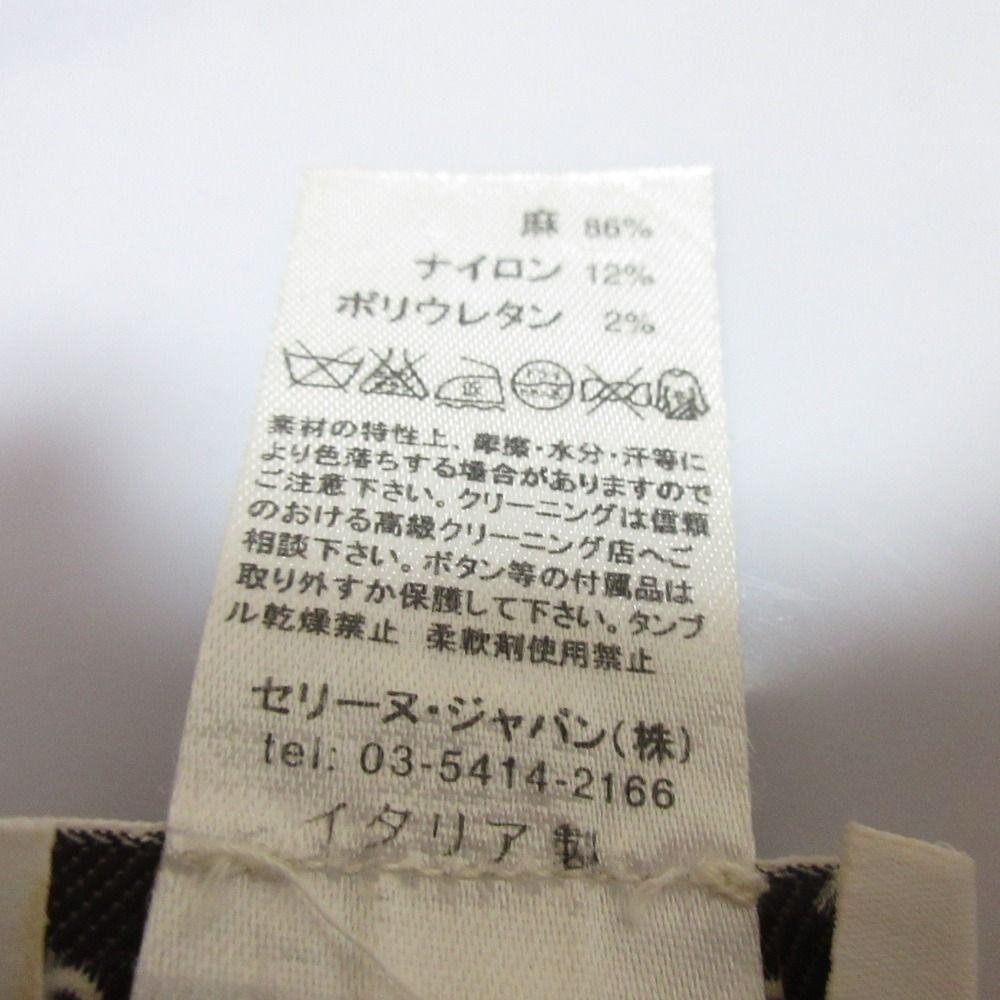 麻 86%
ナイロン 12%
ポリウレタン 2%
低
素材の特性上、摩擦・水分・汗等に
より色落ちする場合がありますので
ご注意下さい。クリーニングは信頼
のおける高級クリーニング店へご
相談下さい。ボタン等の付属品は
取り外すか保護して下さい。タンブ
ル乾燥禁止 柔軟剤使用禁止
セリーヌ・ジャパン(株)
tel: 03-5414-2166
イタリア製